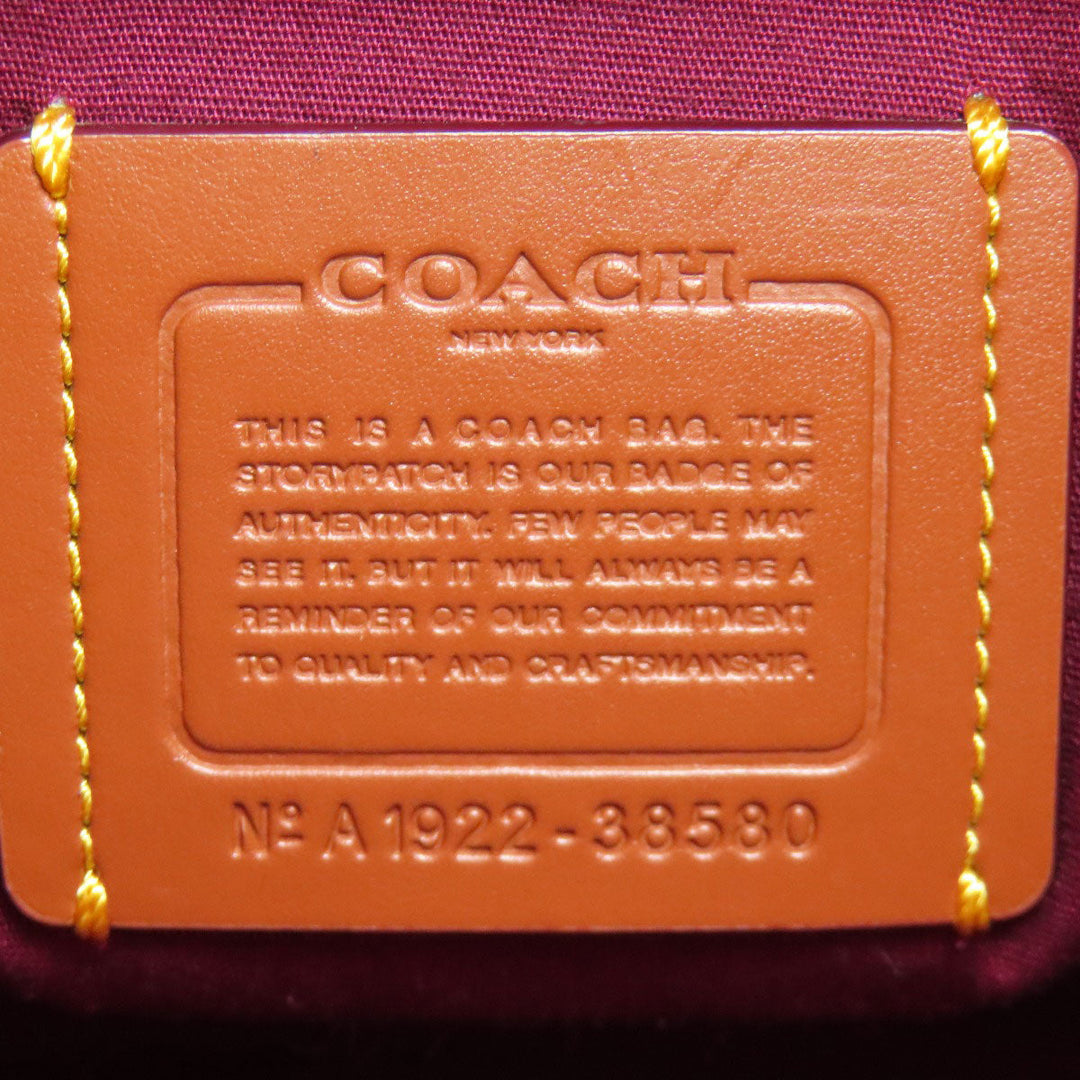 COACH
NEW YORK
THIS IS A COACH BAG. THE
STORYPATCH IS OUR BADGE OF
AUTHENTICITY. FEW PEOPLE MAY
SEE IT. BUT IT WILL ALWAYS BE A
REMINDER OF OUR COMMITMENT
TO QUALITY AND CRAFTSMANSHIP.
Nº A1922-38580